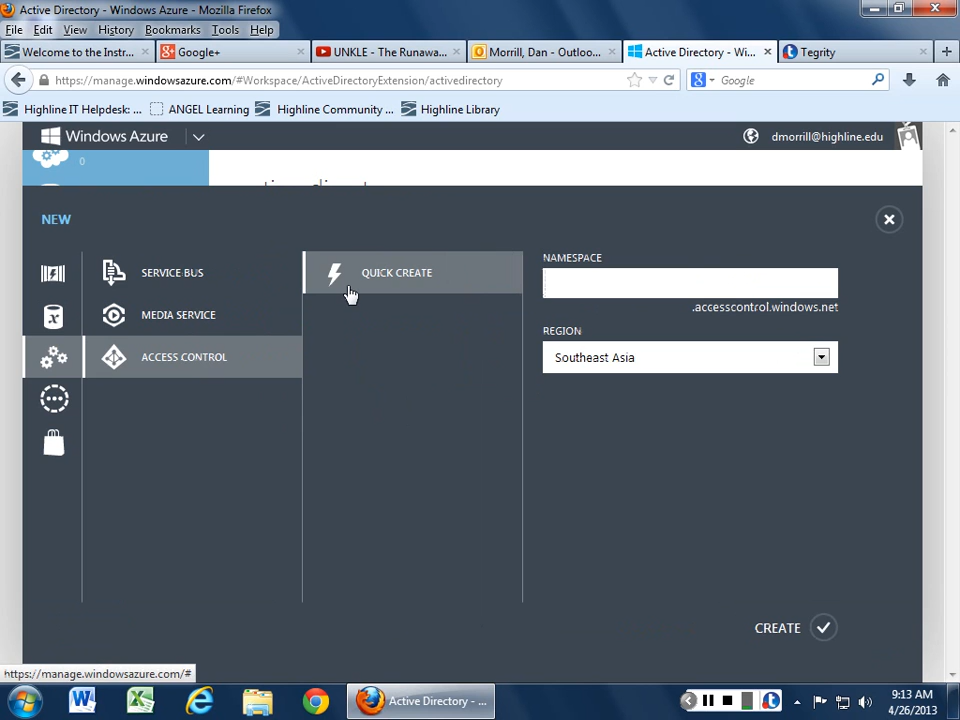 Active Directory - Windows Azure - Mozilla Firefox
File Edit View History Bookmarks Tools Help
Welcome to the Instr...
Google+
UNKLE - The Runawa...
Morrill, Dan - Outloo...
Active Directory - Wi...
Tegrity
https://manage.windowsazure.com/#Workspace/ActiveDirectoryExtension/activedirectory
Google
Highline IT Helpdesk: ...
ANGEL Learning
Highline Community ...
Highline Library
Windows Azure
dmorrill@highline.edu
0
NEW
SERVICE BUS
MEDIA SERVICE
ACCESS CONTROL
QUICK CREATE
NAMESPACE
.accesscontrol.windows.net
REGION
Southeast Asia
CREATE
https://manage.windowsazure.com/#
Active Directory - ...
9:13 AM
4/26/2013